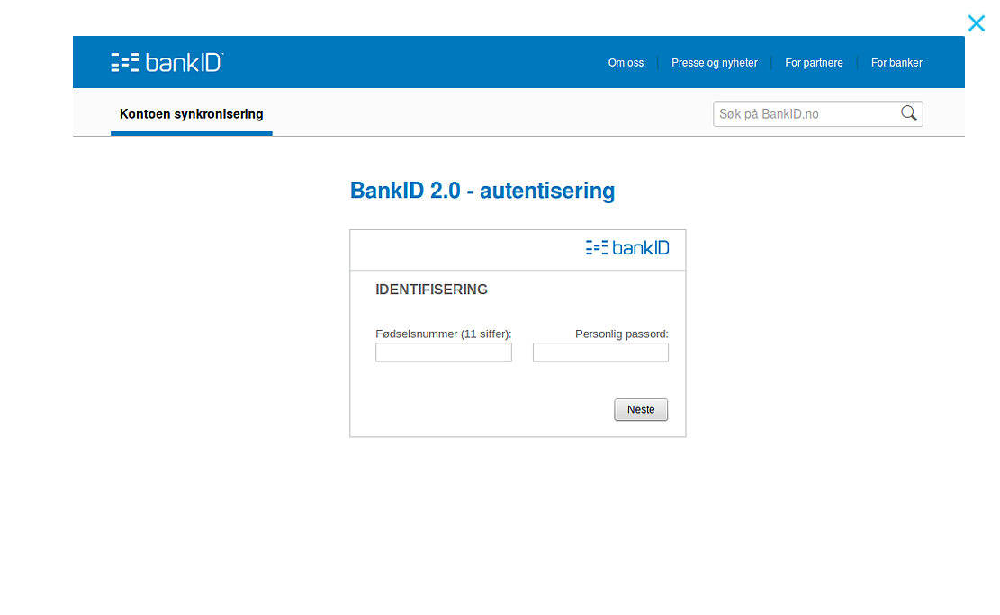 bankID™
Om oss
Presse og nyheter
For partnere
For banker
Kontoen synkronisering
Søk på BankID.no
BankID 2.0 - autentisering
bankID
IDENTIFISERING
Fødselsnummer (11 siffer):
Personlig passord:
Neste